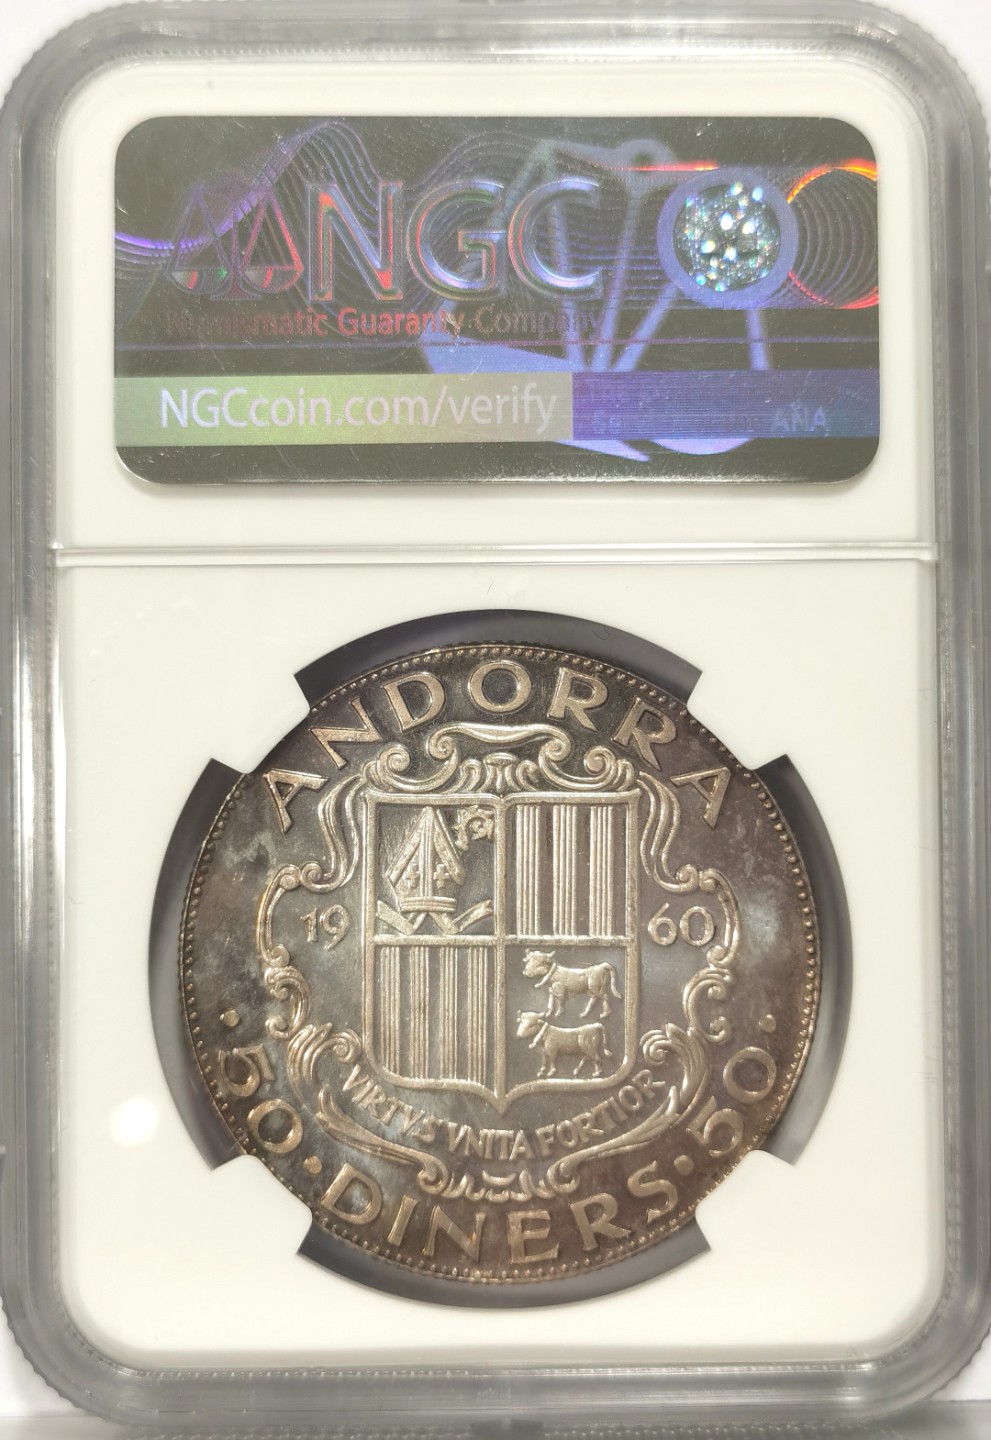 NGC
Numismatic Guaranty Company
NGCcoin.com/verify
ANA
ANDORRA
19 60
VIRTVS VNITA FORTIOR
· 50 · DINERS · 50 ·